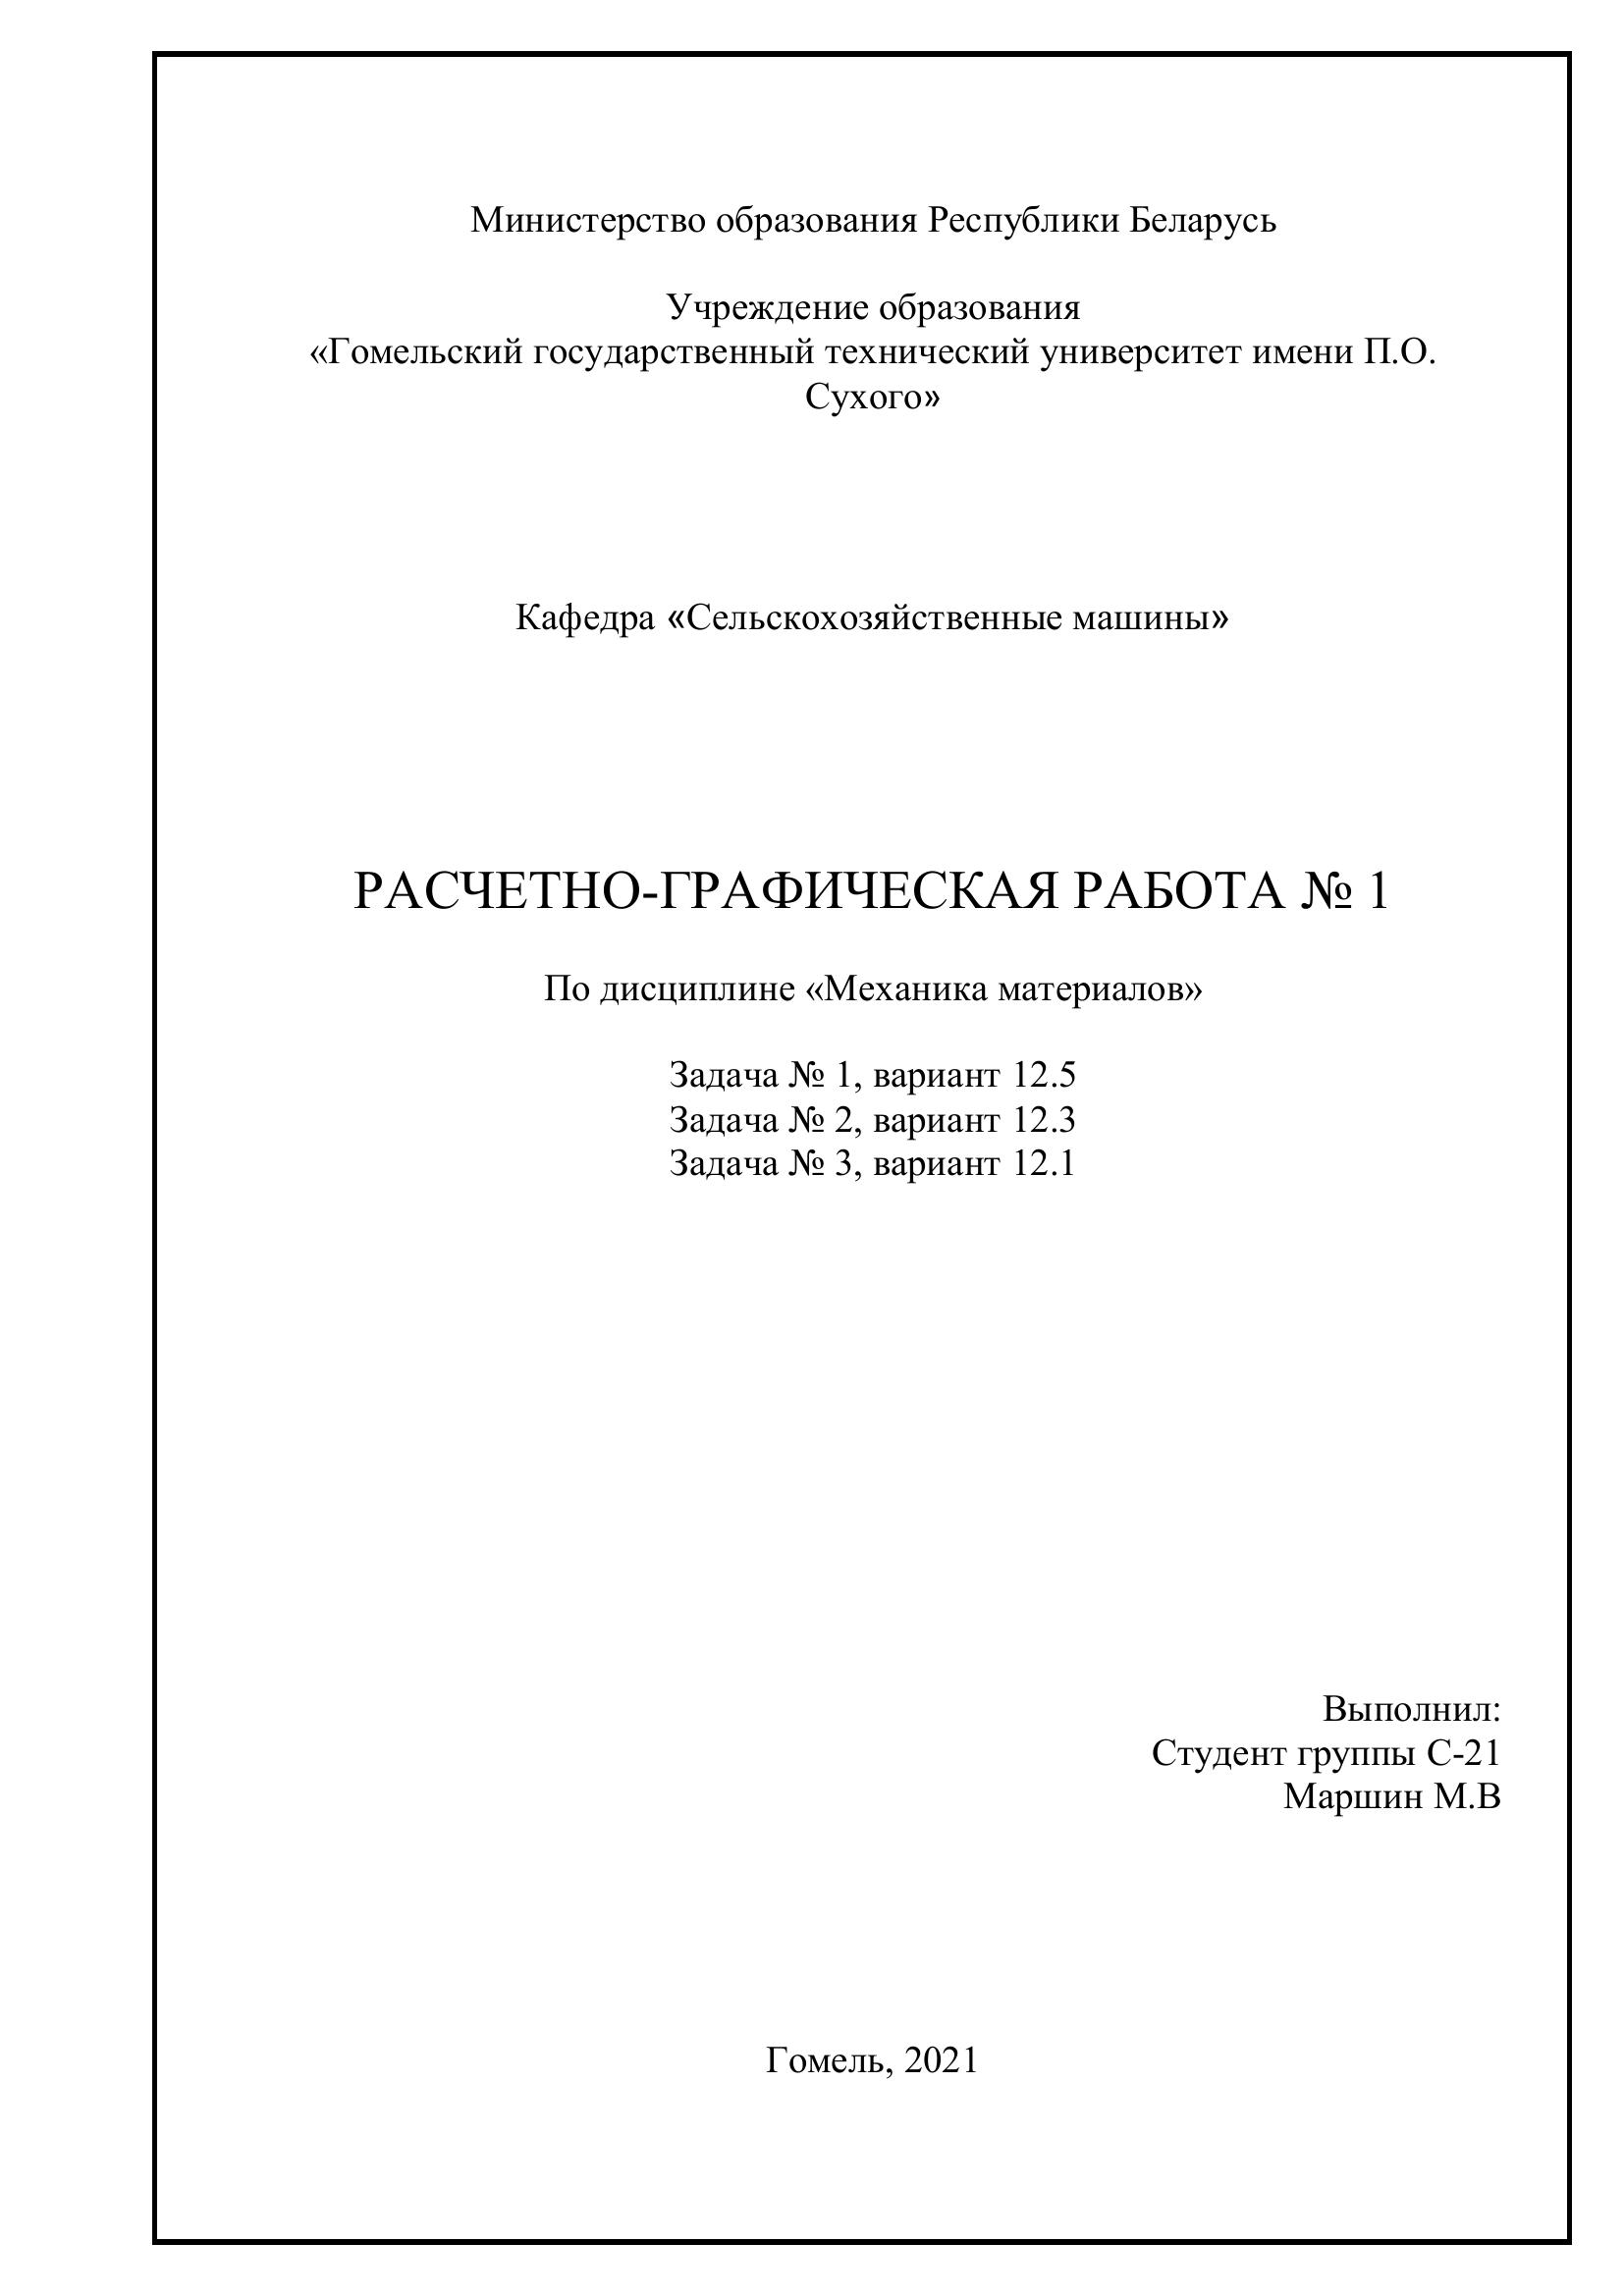 Министерство образования Республики Беларусь
Учреждение образования
«Гомельский государственный технический университет имени П.О.
Сухого»
Кафедра «Сельскохозяйственные машины»
РАСЧЕТНО-ГРАФИЧЕСКАЯ РАБОТА № 1
По дисциплине «Механика материалов»
Задача № 1, вариант 12.5
Задача № 2, вариант 12.3
Задача № 3, вариант 12.1
Выполнил:
Студент группы С-21
Маршин М.В
Гомель, 2021